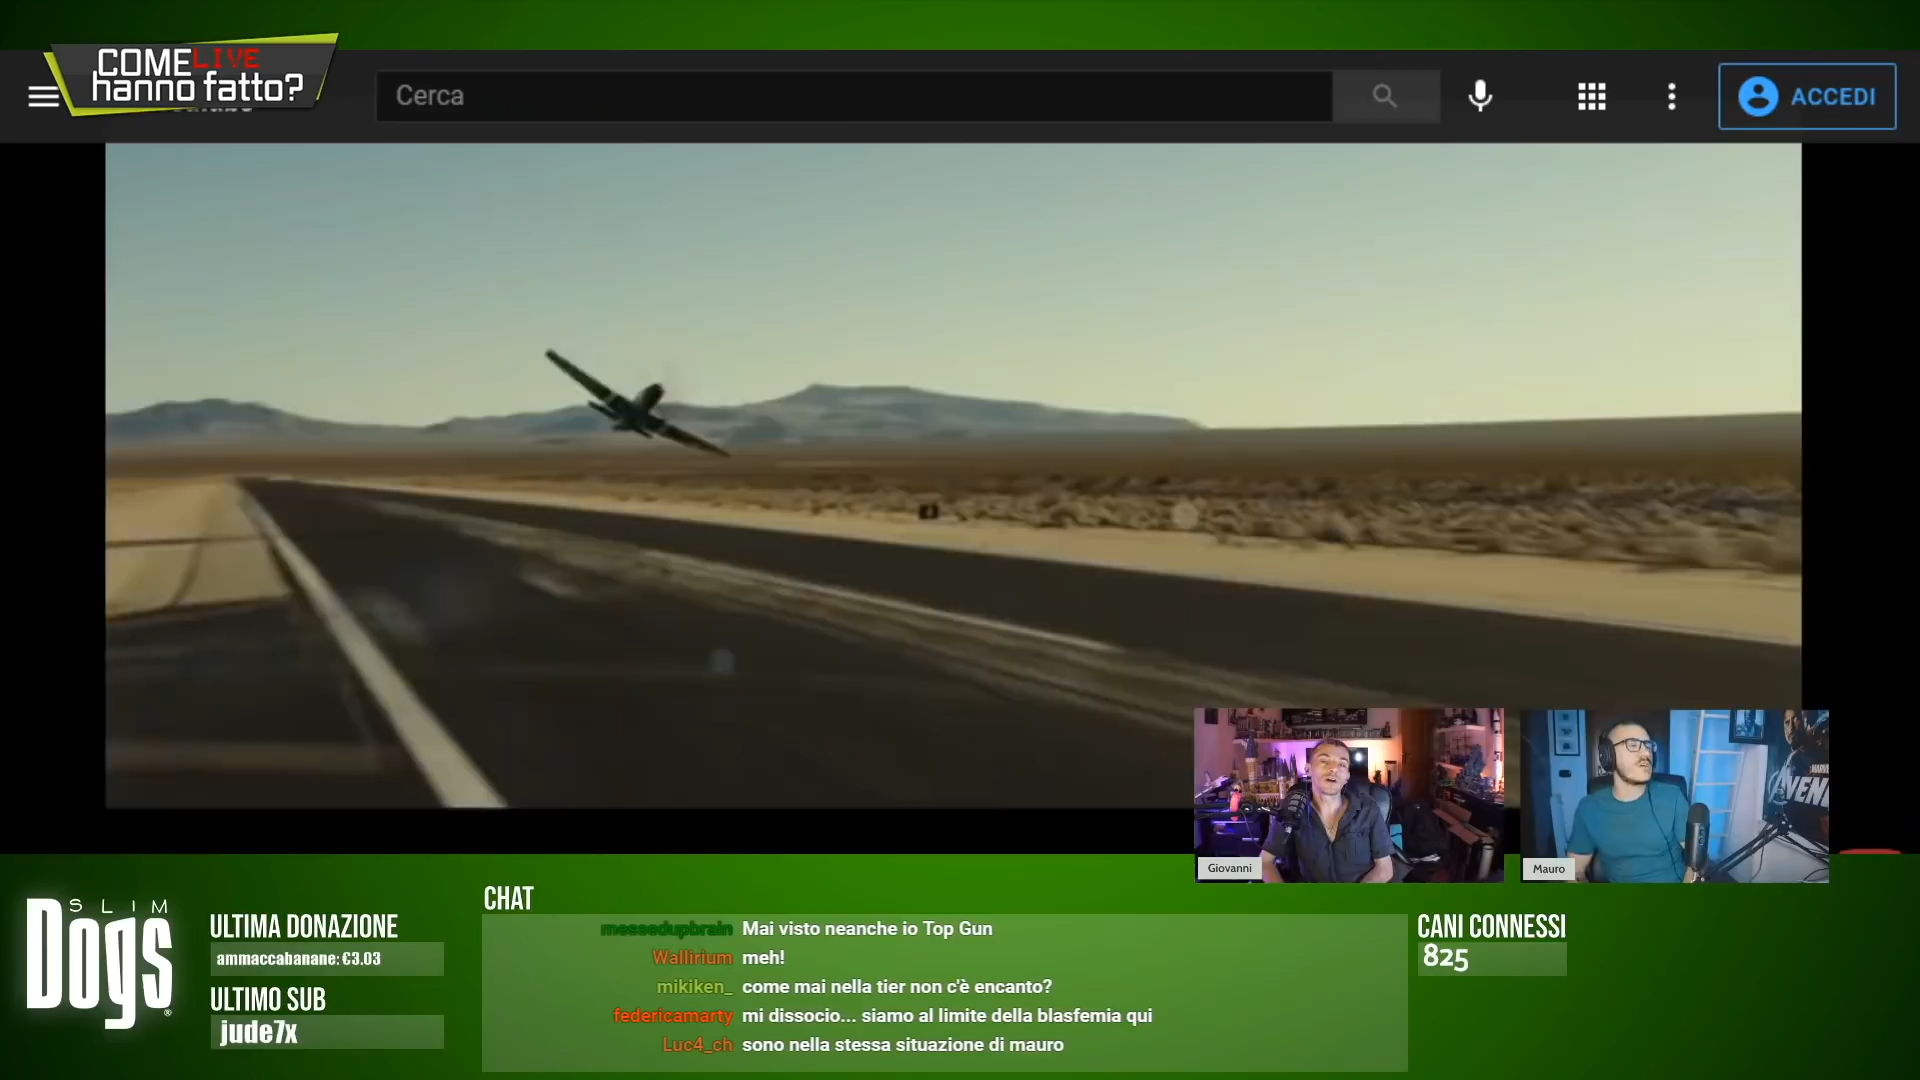 COME LIVE
hanno fatto?
Cerca
ACCEDI
Giovanni
Mauro
SLIM
Dogs
®
ULTIMA DONAZIONE
ammaccabanane: €3.03
ULTIMO SUB
jude7x
CHAT
messedupbrain Mai visto neanche io Top Gun
Wallirium meh!
mikiken_ come mai nella tier non c'è encanto?
federicamarty mi dissocio... siamo al limite della blasfemia qui
Luc4_ch sono nella stessa situazione di mauro
CANI CONNESSI
825